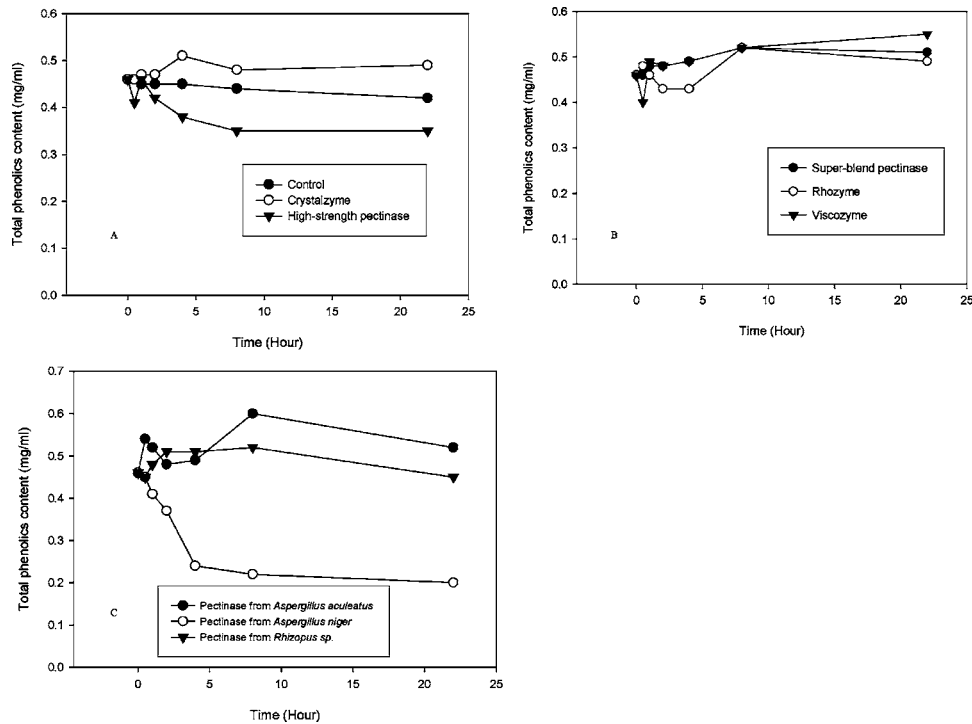 0.6
0.5
0.4
0.3
0.2
0.1
0.0
Total phenolics content (mg/ml)
Control
Crystalzyme
High-strength pectinase
A
0 5 10 15 20 25
Time (Hour)
0.6
0.5
0.4
0.3
0.2
0.1
0.0
Total phenolics content (mg/ml)
Super-blend pectinase
Rhozyme
Viscozyme
B
0 5 10 15 20 25
Time (Hour)
0.7
0.6
0.5
0.4
0.3
0.2
0.1
0.0
Total phenolics content (mg/ml)
Pectinase from Aspergillus aculeatus
Pectinase from Aspergillus niger
Pectinase from Rhizopus sp.
C
0 5 10 15 20 25
Time (Hour)